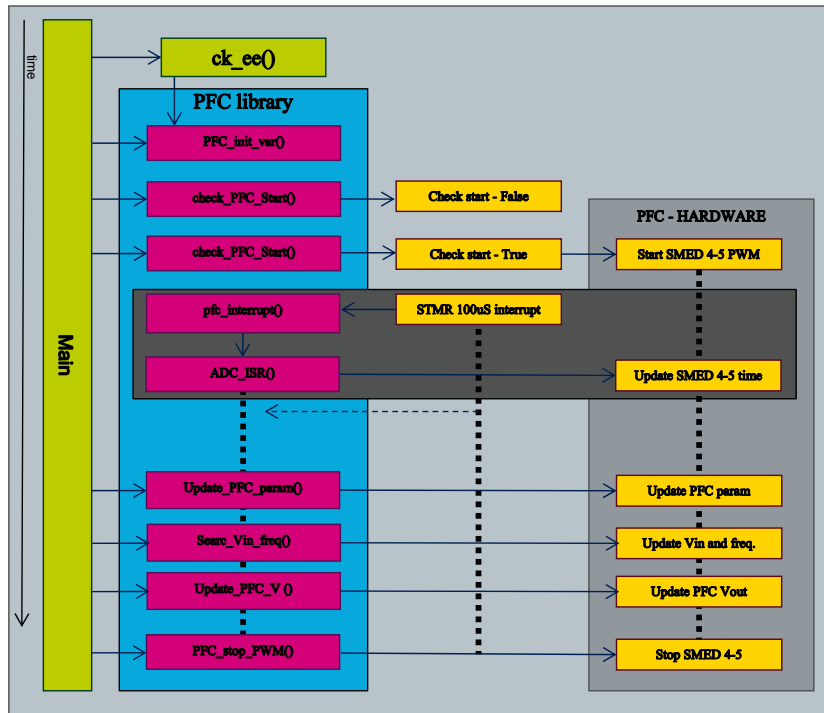 time
Main
ck_ee()
PFC library
PFC_init_var()
check_PFC_Start()
Check start - False
PFC - HARDWARE
check_PFC_Start()
Check start - True
Start SMED 4-5 PWM
pfc_interrupt()
STMR 100uS interrupt
ADC_ISR()
Update SMED 4-5 time
Update_PFC_param()
Update PFC param
Searc_Vin_freq()
Update Vin and freq.
Update_PFC_V ()
Update PFC Vout
PFC_stop_PWM()
Stop SMED 4-5